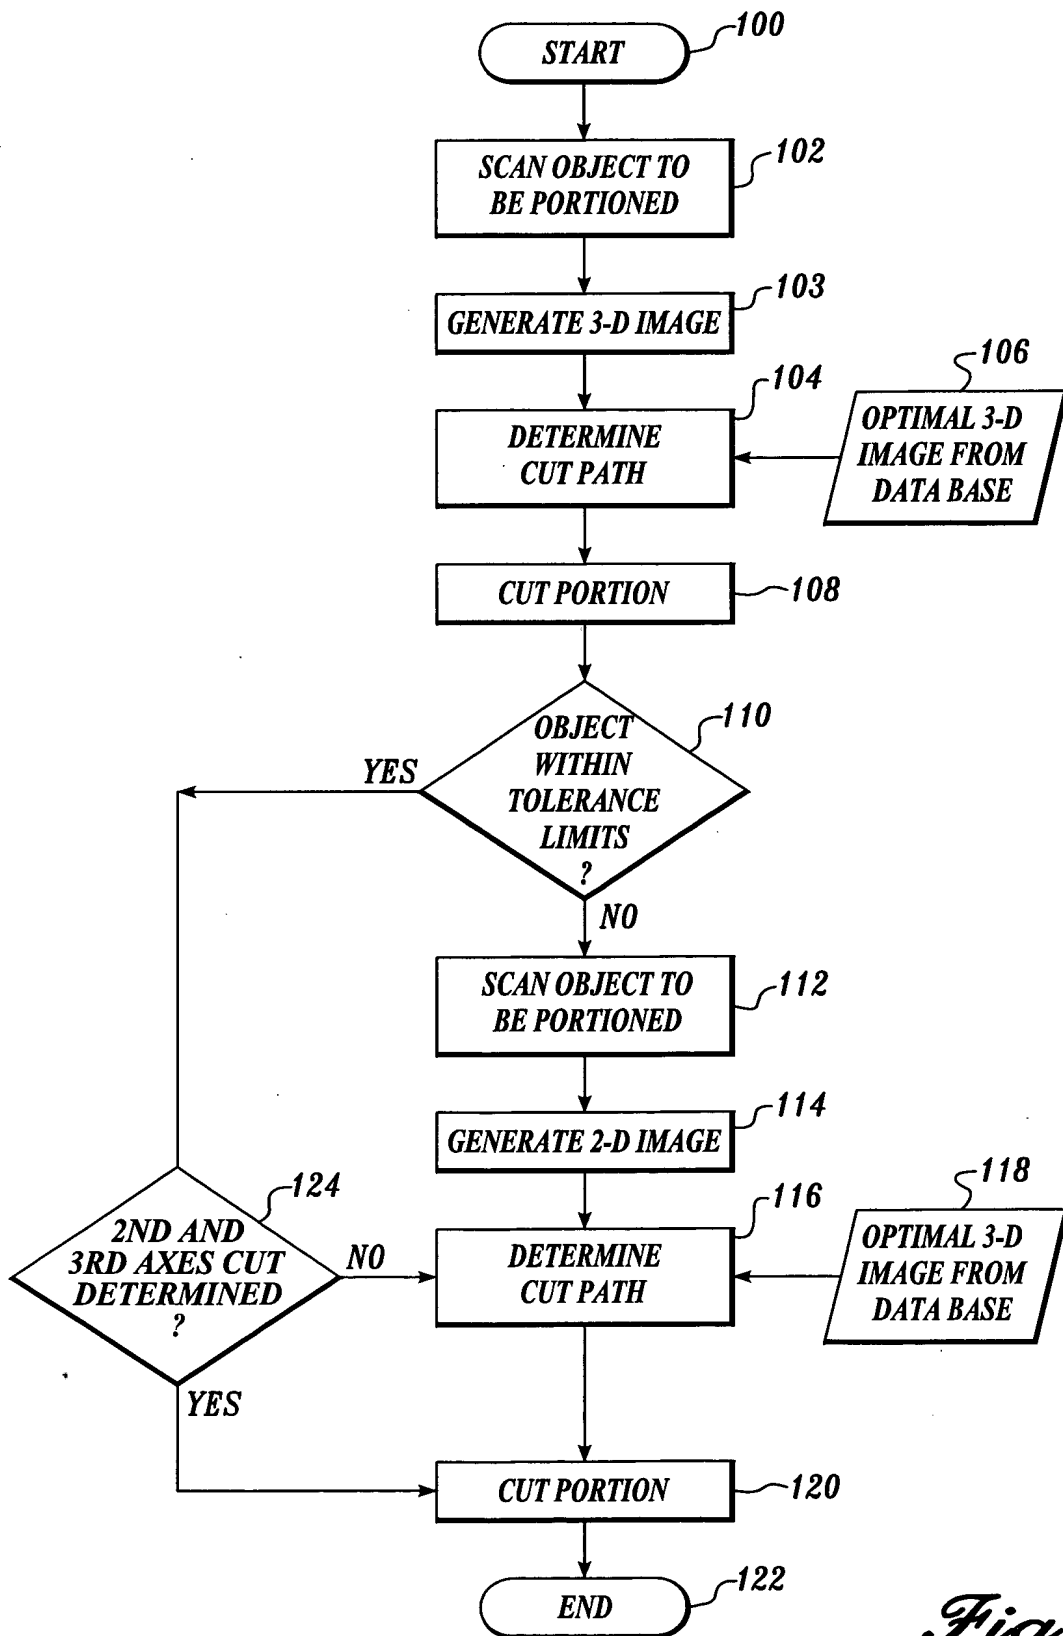 START
100
SCAN OBJECT TO
BE PORTIONED
102
GENERATE 3-D IMAGE
103
DETERMINE
CUT PATH
104
OPTIMAL 3-D
IMAGE FROM
DATA BASE
106
CUT PORTION
108
OBJECT
WITHIN
TOLERANCE
LIMITS
?
110
YES
NO
SCAN OBJECT TO
BE PORTIONED
112
GENERATE 2-D IMAGE
114
2ND AND
3RD AXES CUT
DETERMINED
?
124
NO
YES
DETERMINE
CUT PATH
116
OPTIMAL 3-D
IMAGE FROM
DATA BASE
118
CUT PORTION
120
END
122